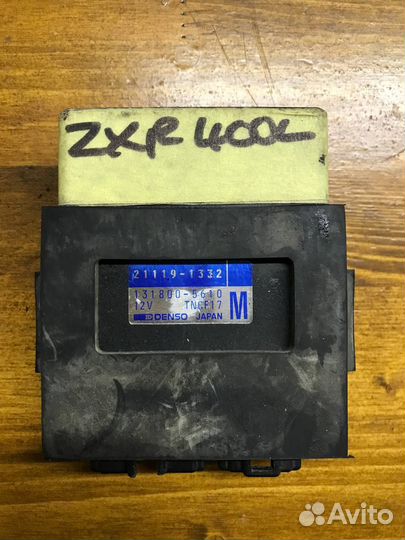 ZXR 400L
21119-1332
131800-5610
12V TNCF17
DENSO JAPAN
M
Avito